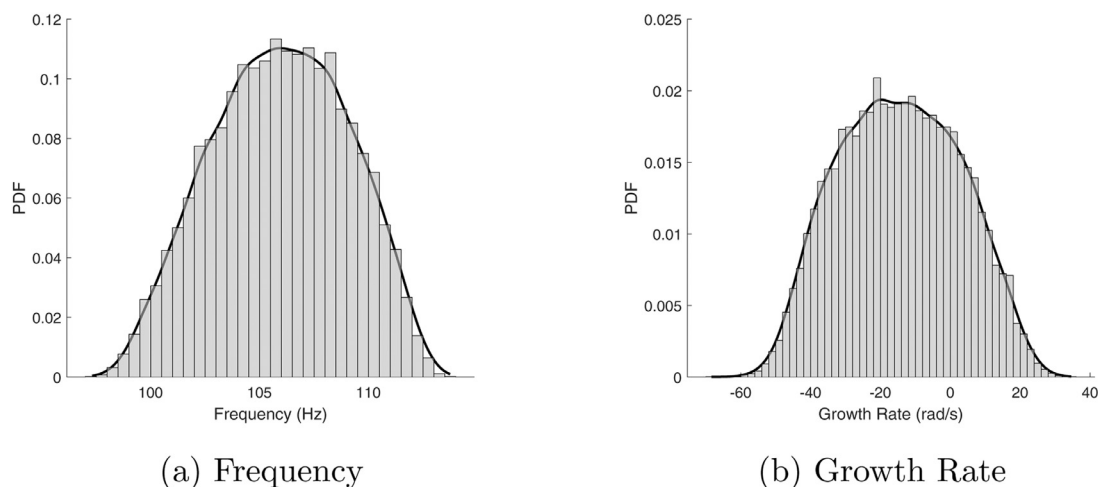 0.12
0.1
0.08
0.06
0.04
0.02
0
PDF
100 105 110
Frequency (Hz)
(a) Frequency
0.025
0.02
0.015
0.01
0.005
0
PDF
-60 -40 -20 0 20 40
Growth Rate (rad/s)
(b) Growth Rate